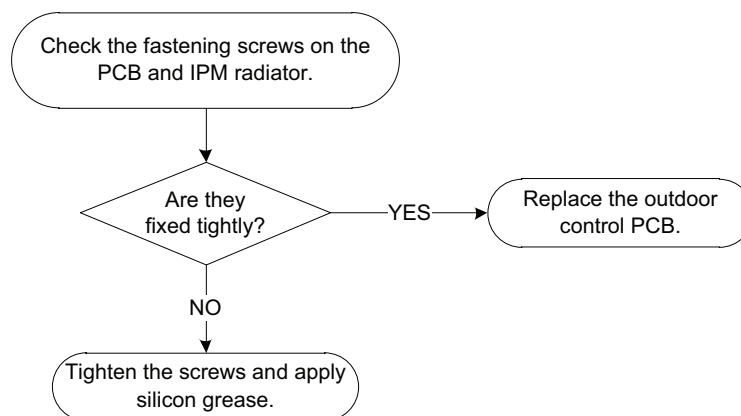 Check the fastening screws on the
PCB and IPM radiator.
Are they
fixed tightly?
YES
Replace the outdoor
control PCB.
NO
Tighten the screws and apply
silicon grease.